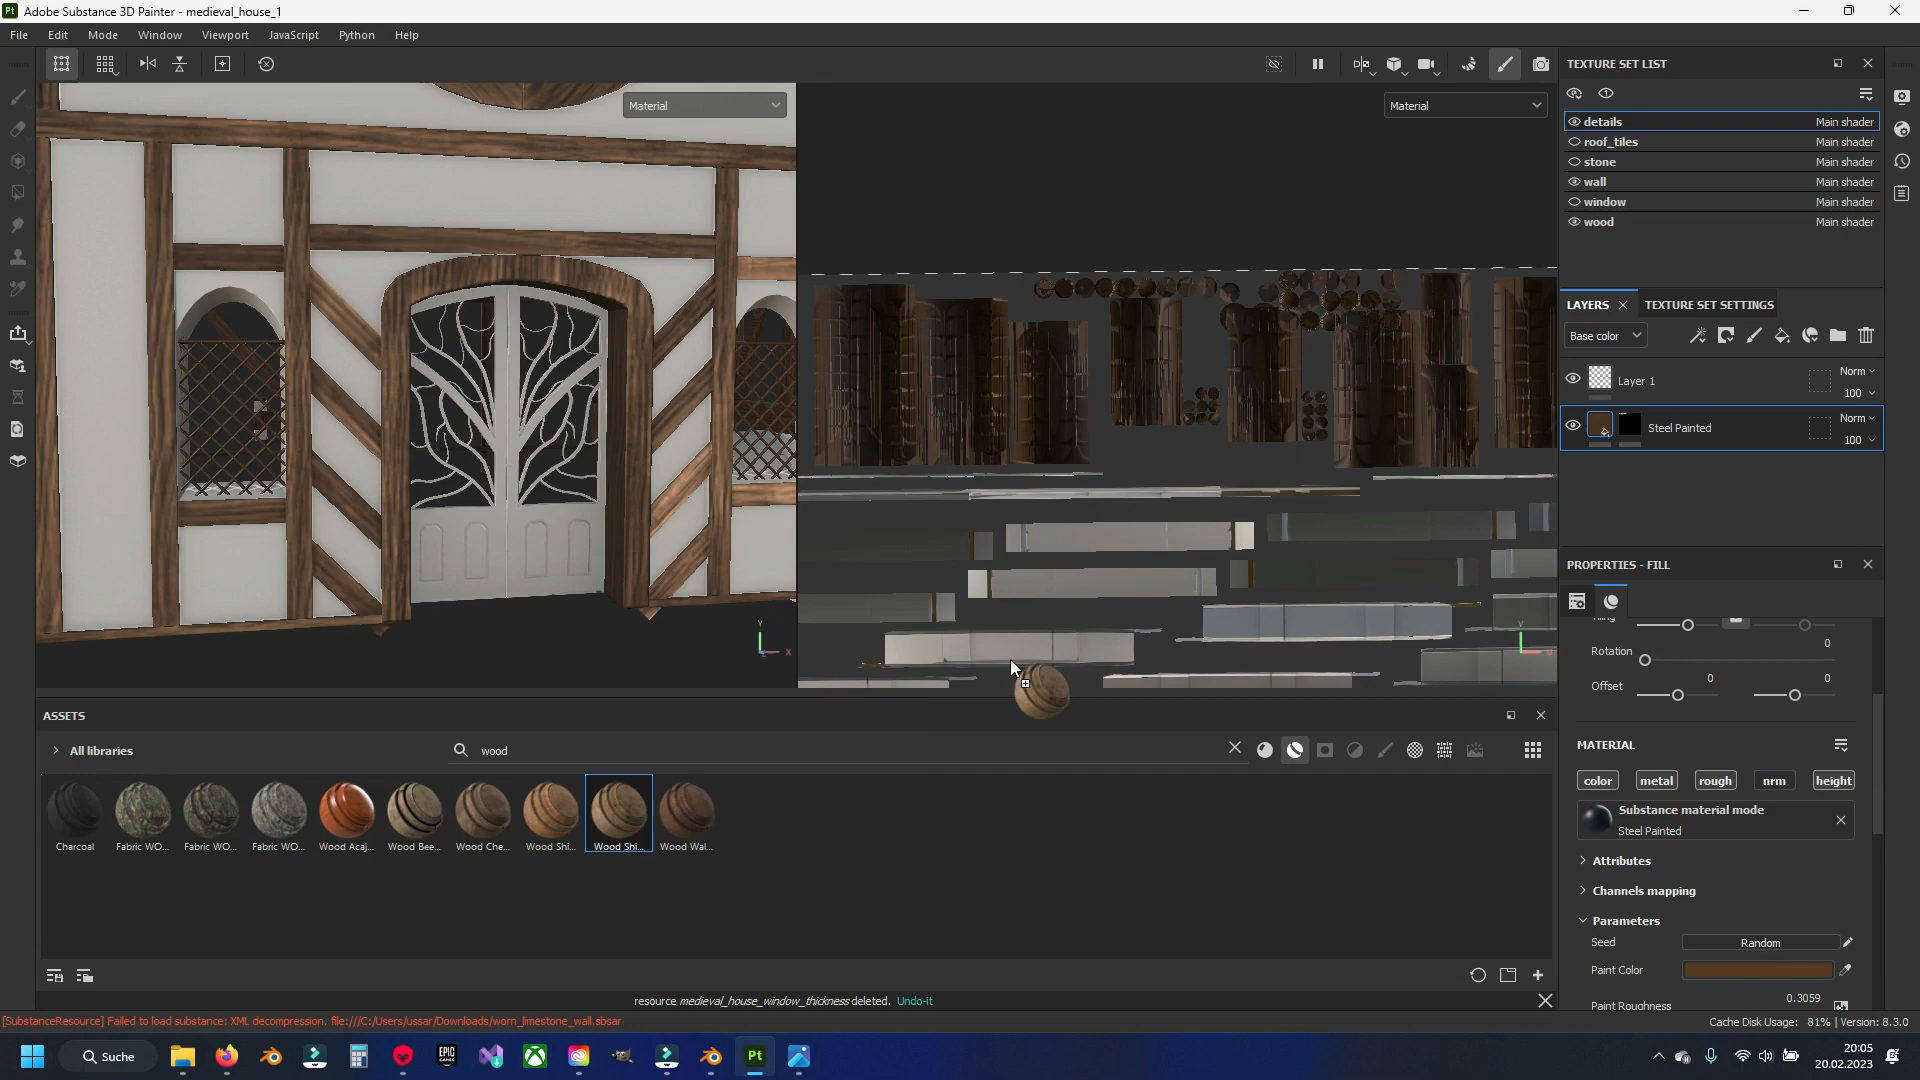 Pt Adobe Substance 3D Painter - medieval_house_1
File Edit Mode Window Viewport JavaScript Python Help
Material
Material
TEXTURE SET LIST
details Main shader
roof_tiles Main shader
stone Main shader
wall Main shader
window Main shader
wood Main shader
LAYERS TEXTURE SET SETTINGS
Base color
Layer 1 Norm 100
Steel Painted Norm 100
PROPERTIES - FILL
Rotation 0
Offset 0 0
MATERIAL
color metal rough nrm height
Substance material mode
Steel Painted
Attributes
Channels mapping
Parameters
Seed Random
Paint Color
Paint Roughness 0.3059
Y X
Y
ASSETS
All libraries wood
Charcoal Fabric WO... Fabric WO... Fabric WO... Wood Acaj... Wood Bee... Wood Che... Wood Shi... Wood Shi... Wood Wal...
resource medieval_house_window_thickness deleted. Undo-it
[SubstanceResource] Failed to load substance: XML decompression. file:///C:/Users/ussar/Downloads/worn_limestone_wall.sbsar
Cache Disk Usage: 81% | Version: 8.3.0
Suche
EPIC GAMES
Pt
20:05
20.02.2023